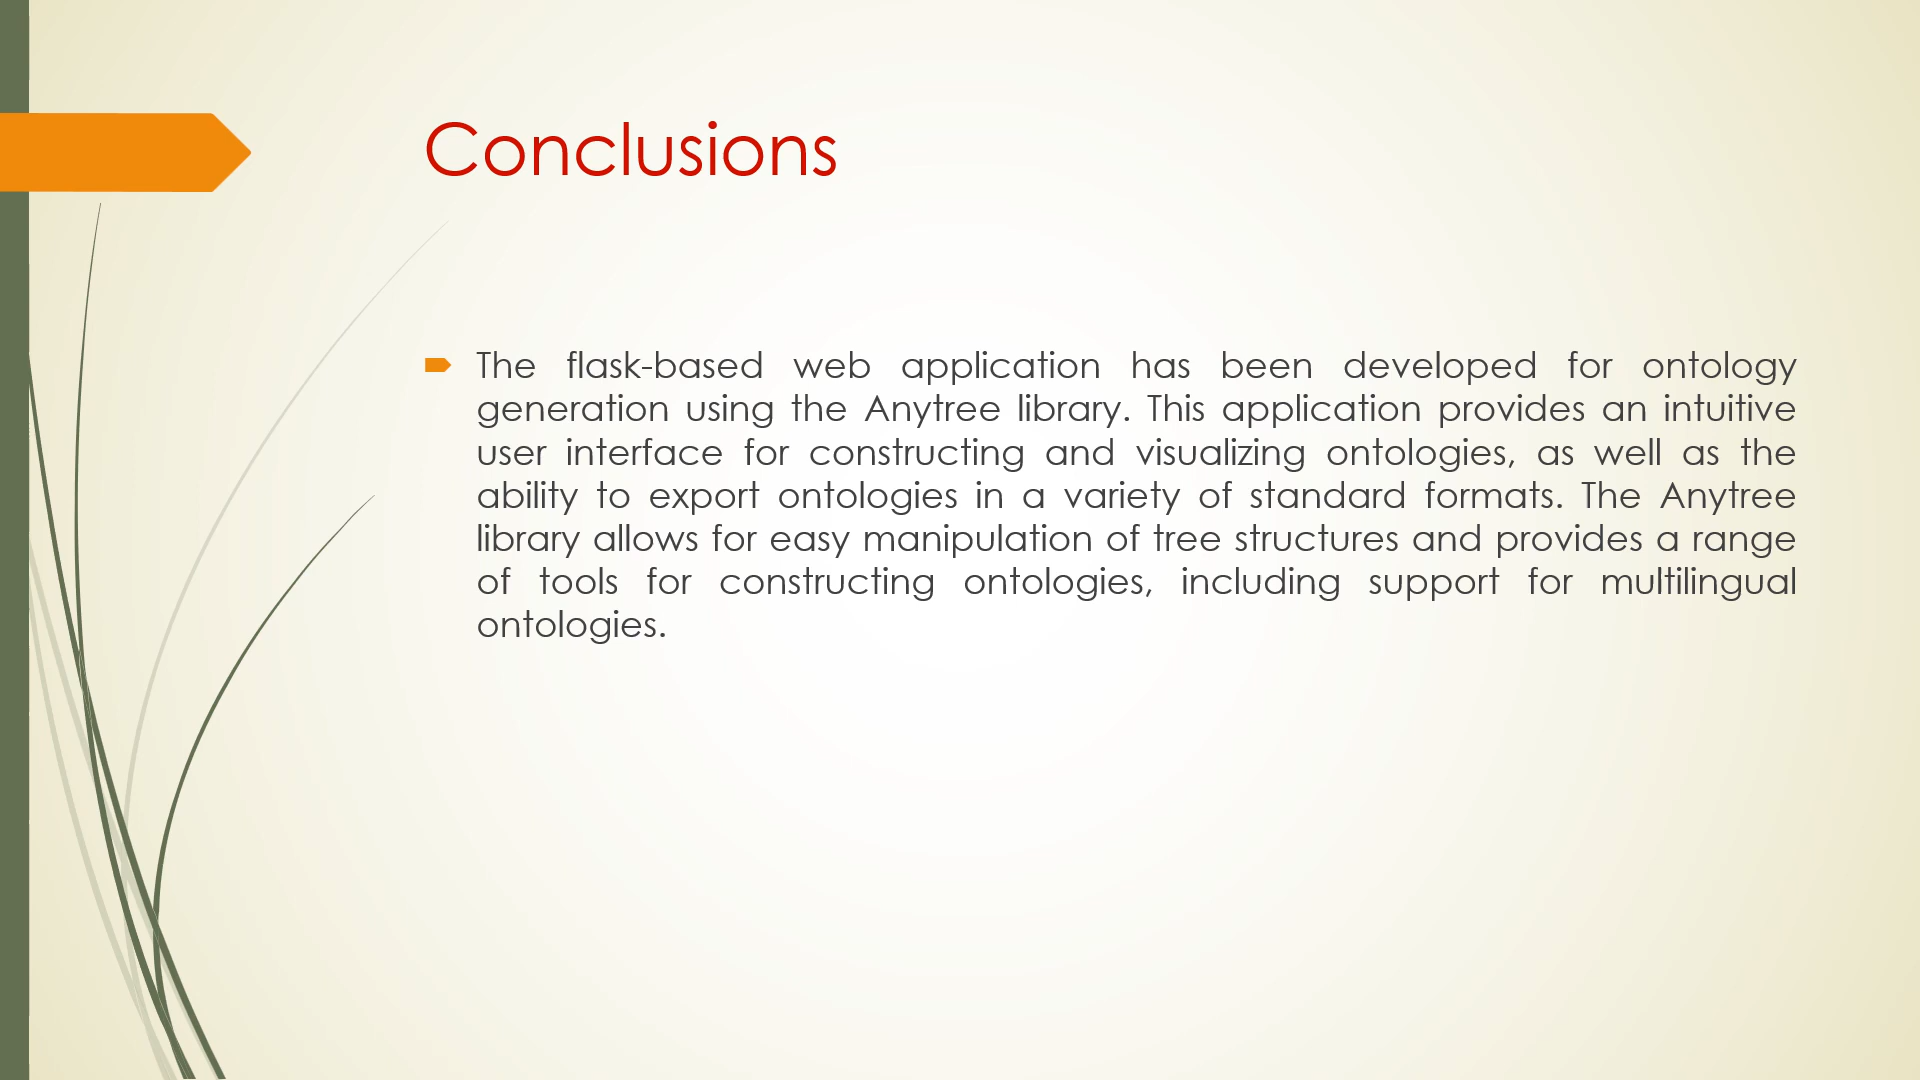 Conclusions
The flask-based web application has been developed for ontology
generation using the Anytree library. This application provides an intuitive
user interface for constructing and visualizing ontologies, as well as the
ability to export ontologies in a variety of standard formats. The Anytree
library allows for easy manipulation of tree structures and provides a range
of tools for constructing ontologies, including support for multilingual
ontologies.